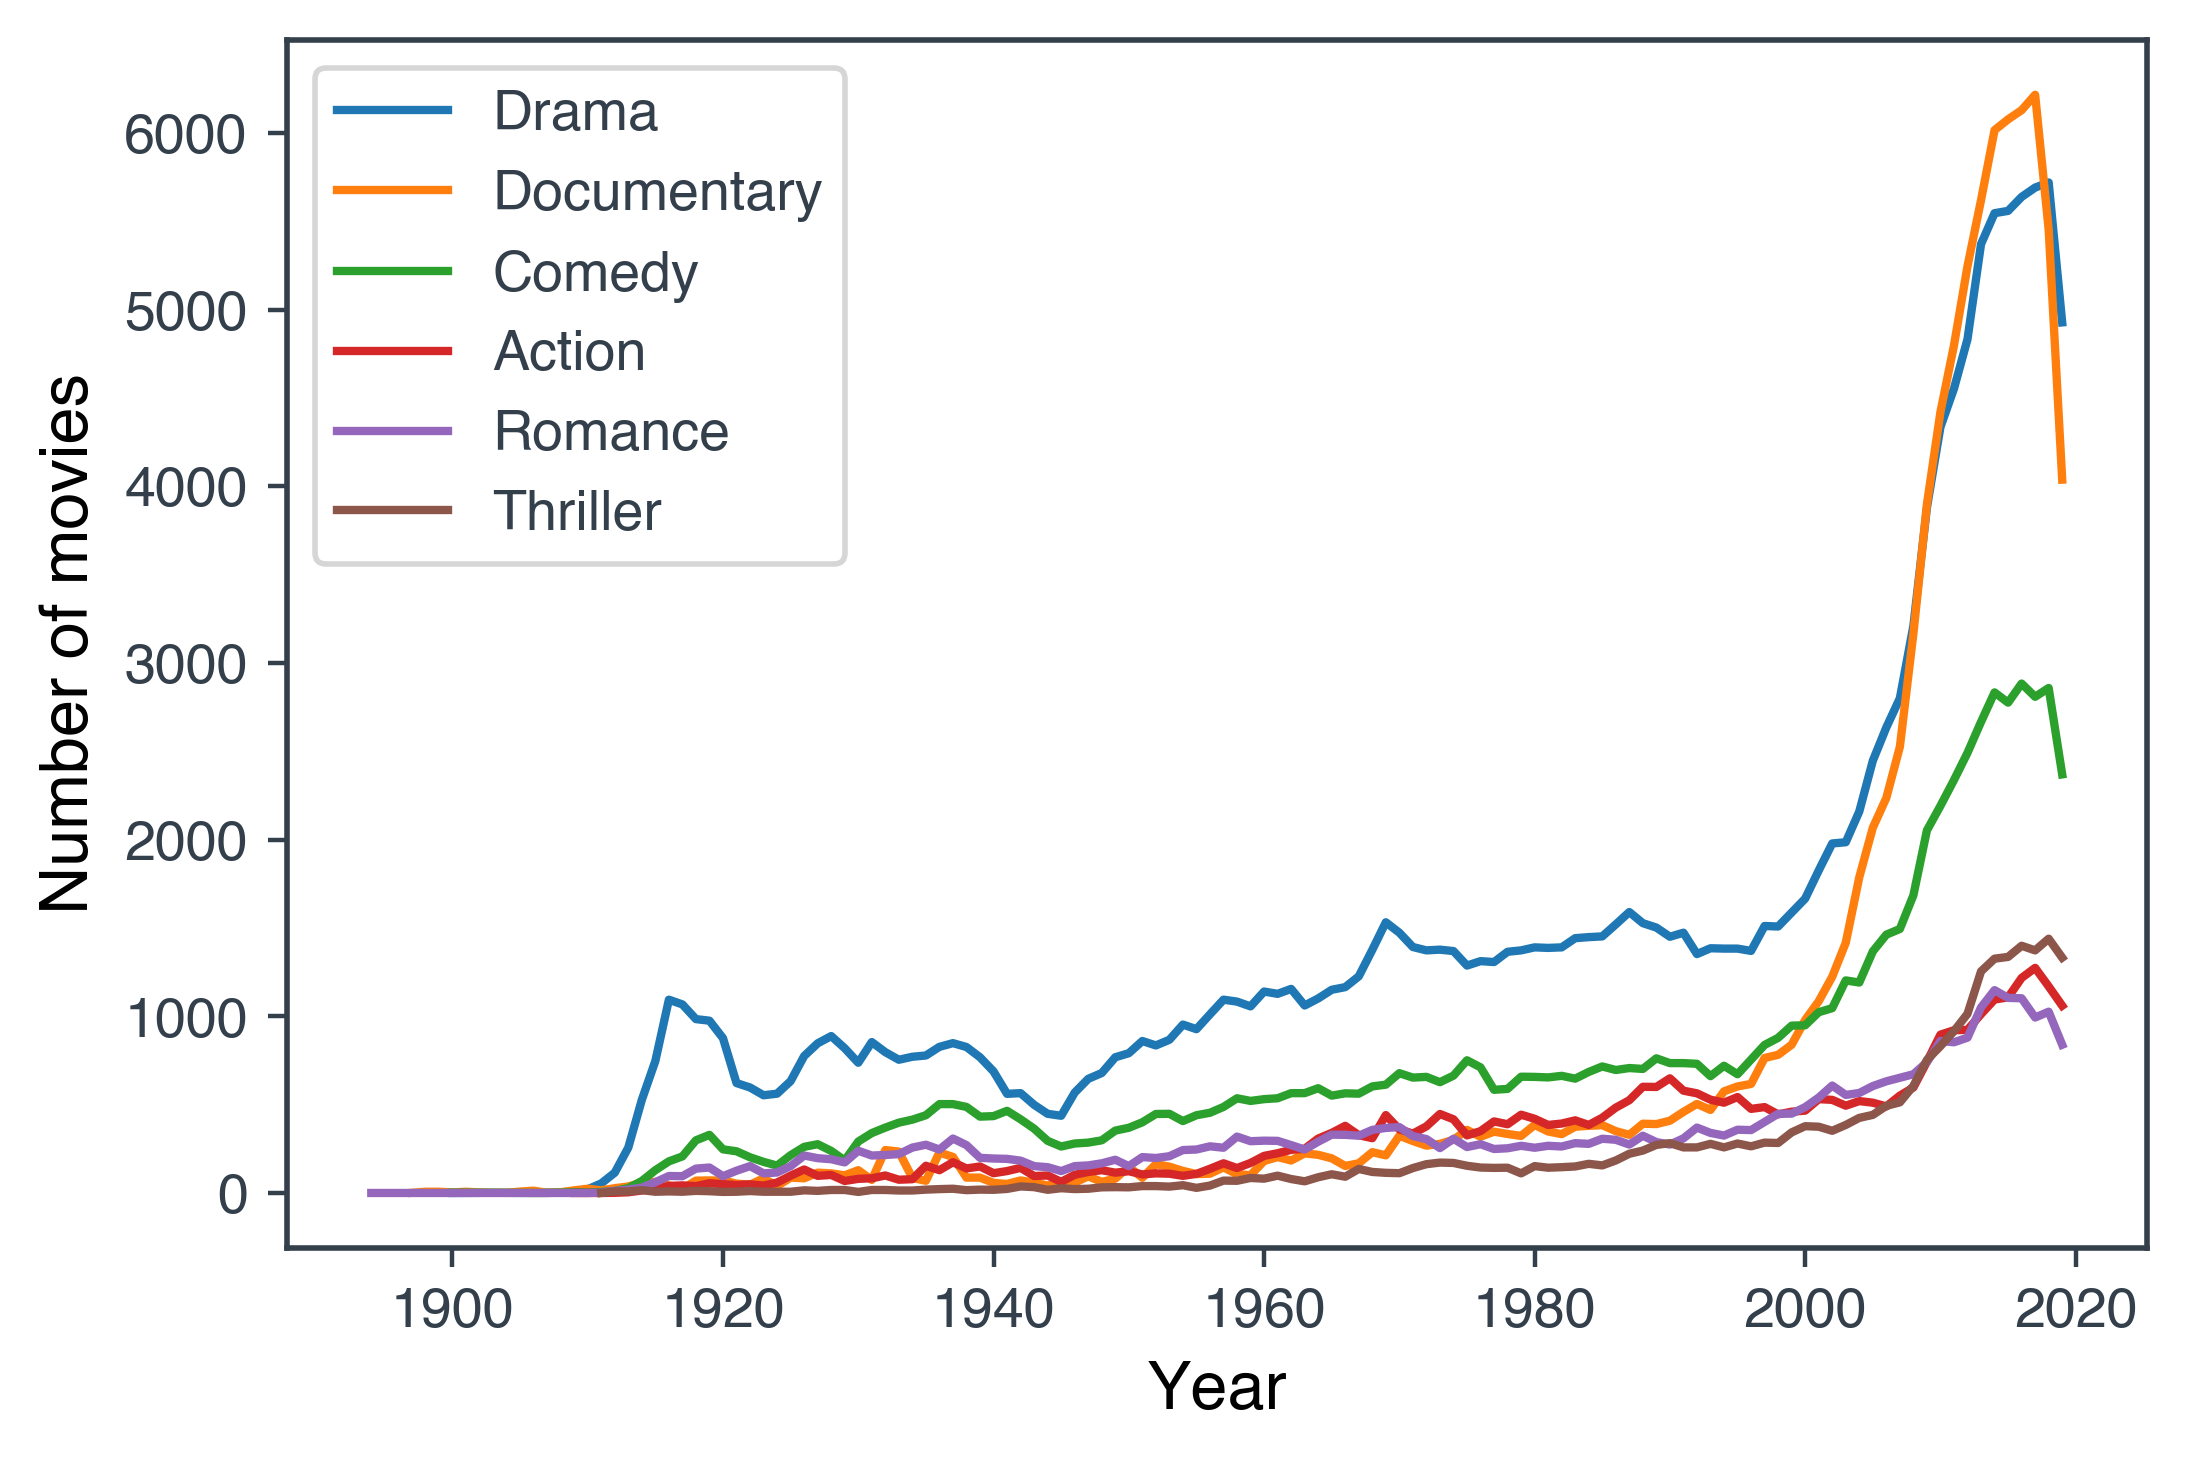 Drama
Documentary
Comedy
Action
Romance
Thriller
6000
5000
4000
3000
2000
1000
0
Number of movies
1900 1920 1940 1960 1980 2000 2020
Year